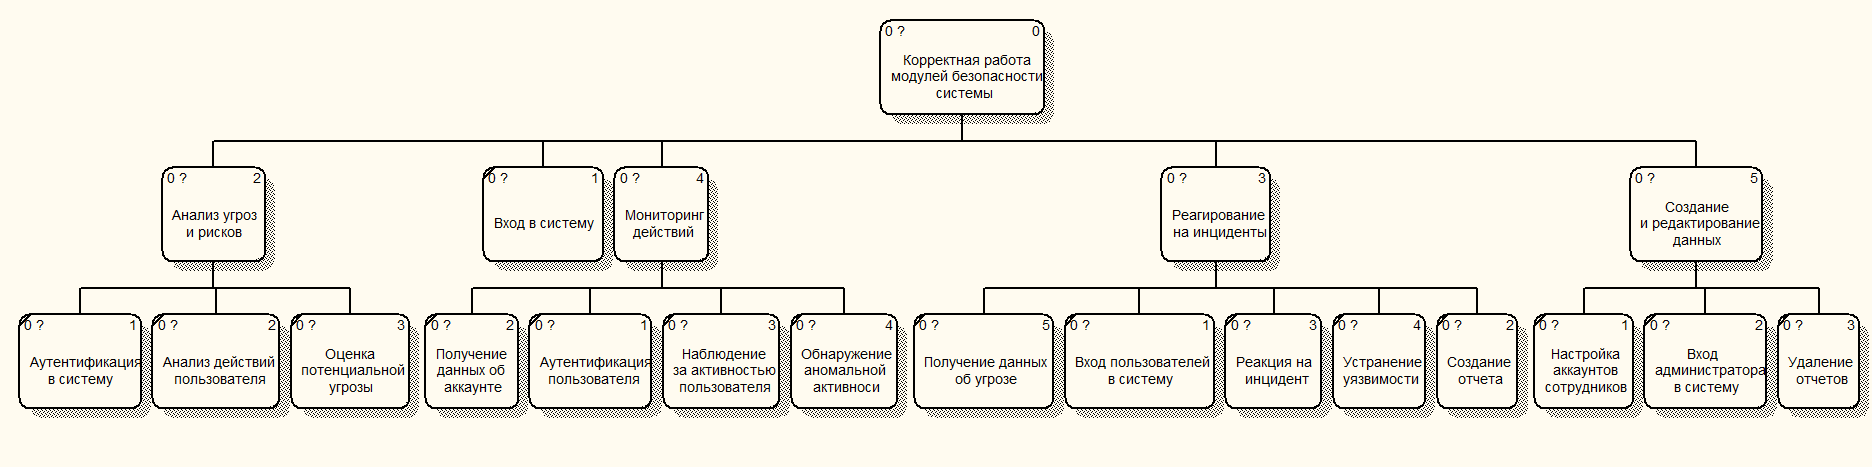 0 ? 0
Корректная работа
модулей безопасности
системы
0 ? 2
Анализ угроз
и рисков
0 ? 1
Вход в систему
0 ? 4
Мониторинг
действий
0 ? 3
Реагирование
на инциденты
0 ? 5
Создание
и редактирование
данных
0 ? 1
Аутентификация
в систему
0 ? 2
Анализ действий
пользователя
0 ? 3
Оценка
потенциальной
угрозы
0 ? 2
Получение
данных об
аккаунте
0 ? 1
Аутентификация
пользователя
0 ? 3
Наблюдение
за активностью
пользователя
0 ? 4
Обнаружение
аномальной
активноси
0 ? 5
Получение данных
об угрозе
0 ? 1
Вход пользователей
в систему
0 ? 3
Реакция на
инцидент
0 ? 4
Устранение
уязвимости
0 ? 2
Создание
отчета
0 ? 1
Настройка
аккаунтов
сотрудников
0 ? 2
Вход
администратора
в систему
0 ? 3
Удаление
отчетов